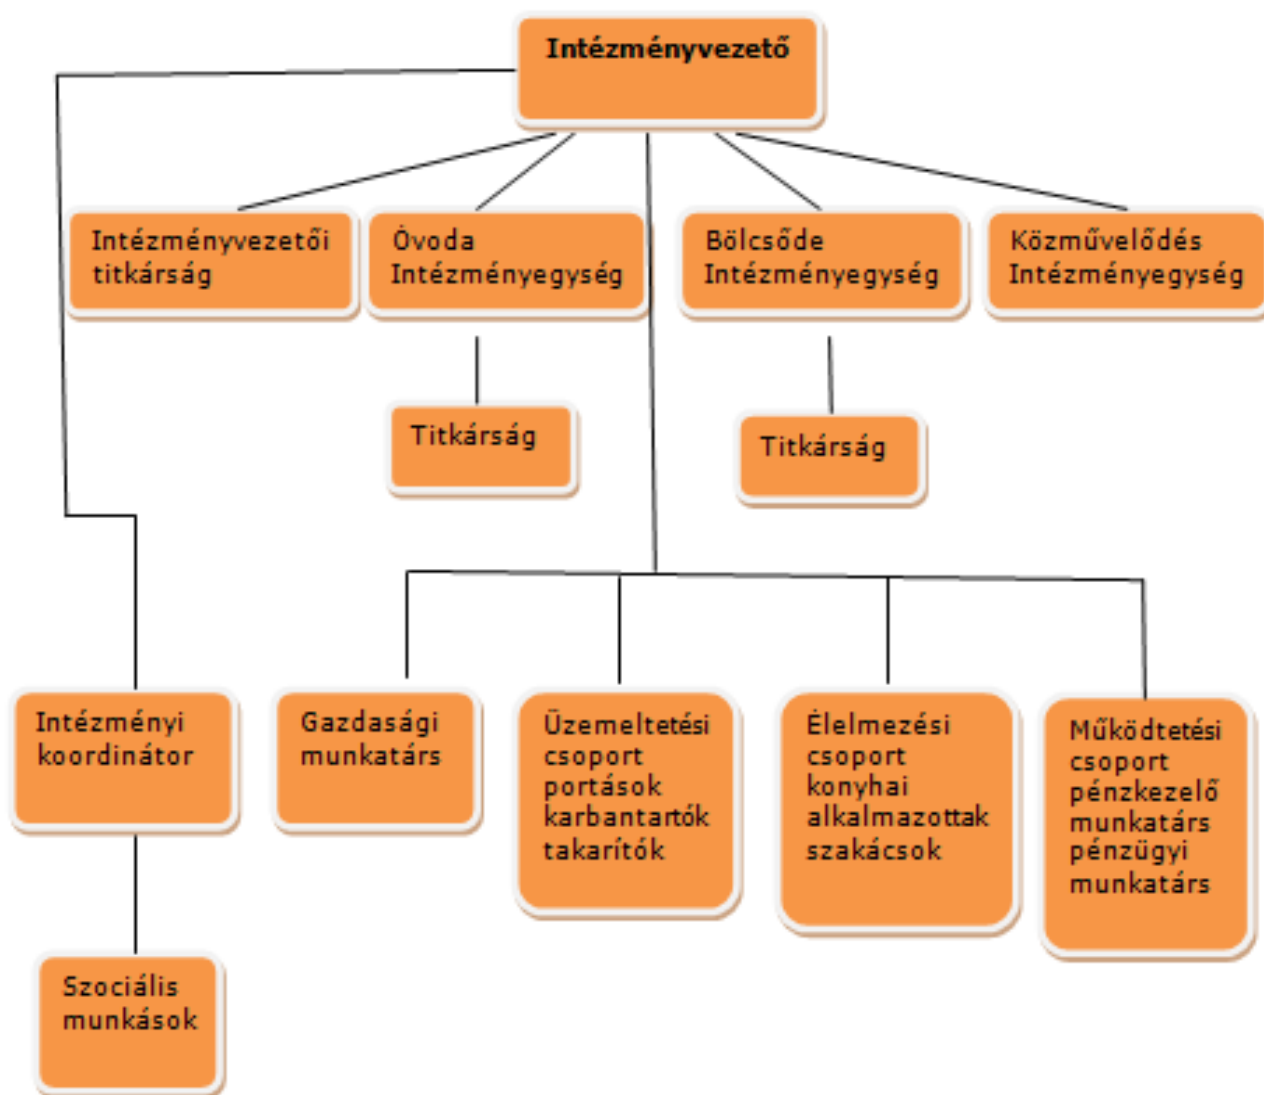 Intézményvezető
Intézményvezetői
titkárság
Óvoda
Intézményegység
Bölcsőde
Intézményegység
Közművelődés
Intézményegység
Titkárság
Titkárság
Intézményi
koordinátor
Gazdasági
munkatárs
Üzemeltetési
csoport
portások
karbantartók
takarítók
Élelmezési
csoport
konyhai
alkalmazottak
szakácsok
Működtetési
csoport
pénzkezelő
munkatárs
pénzügyi
munkatárs
Szociális
munkások